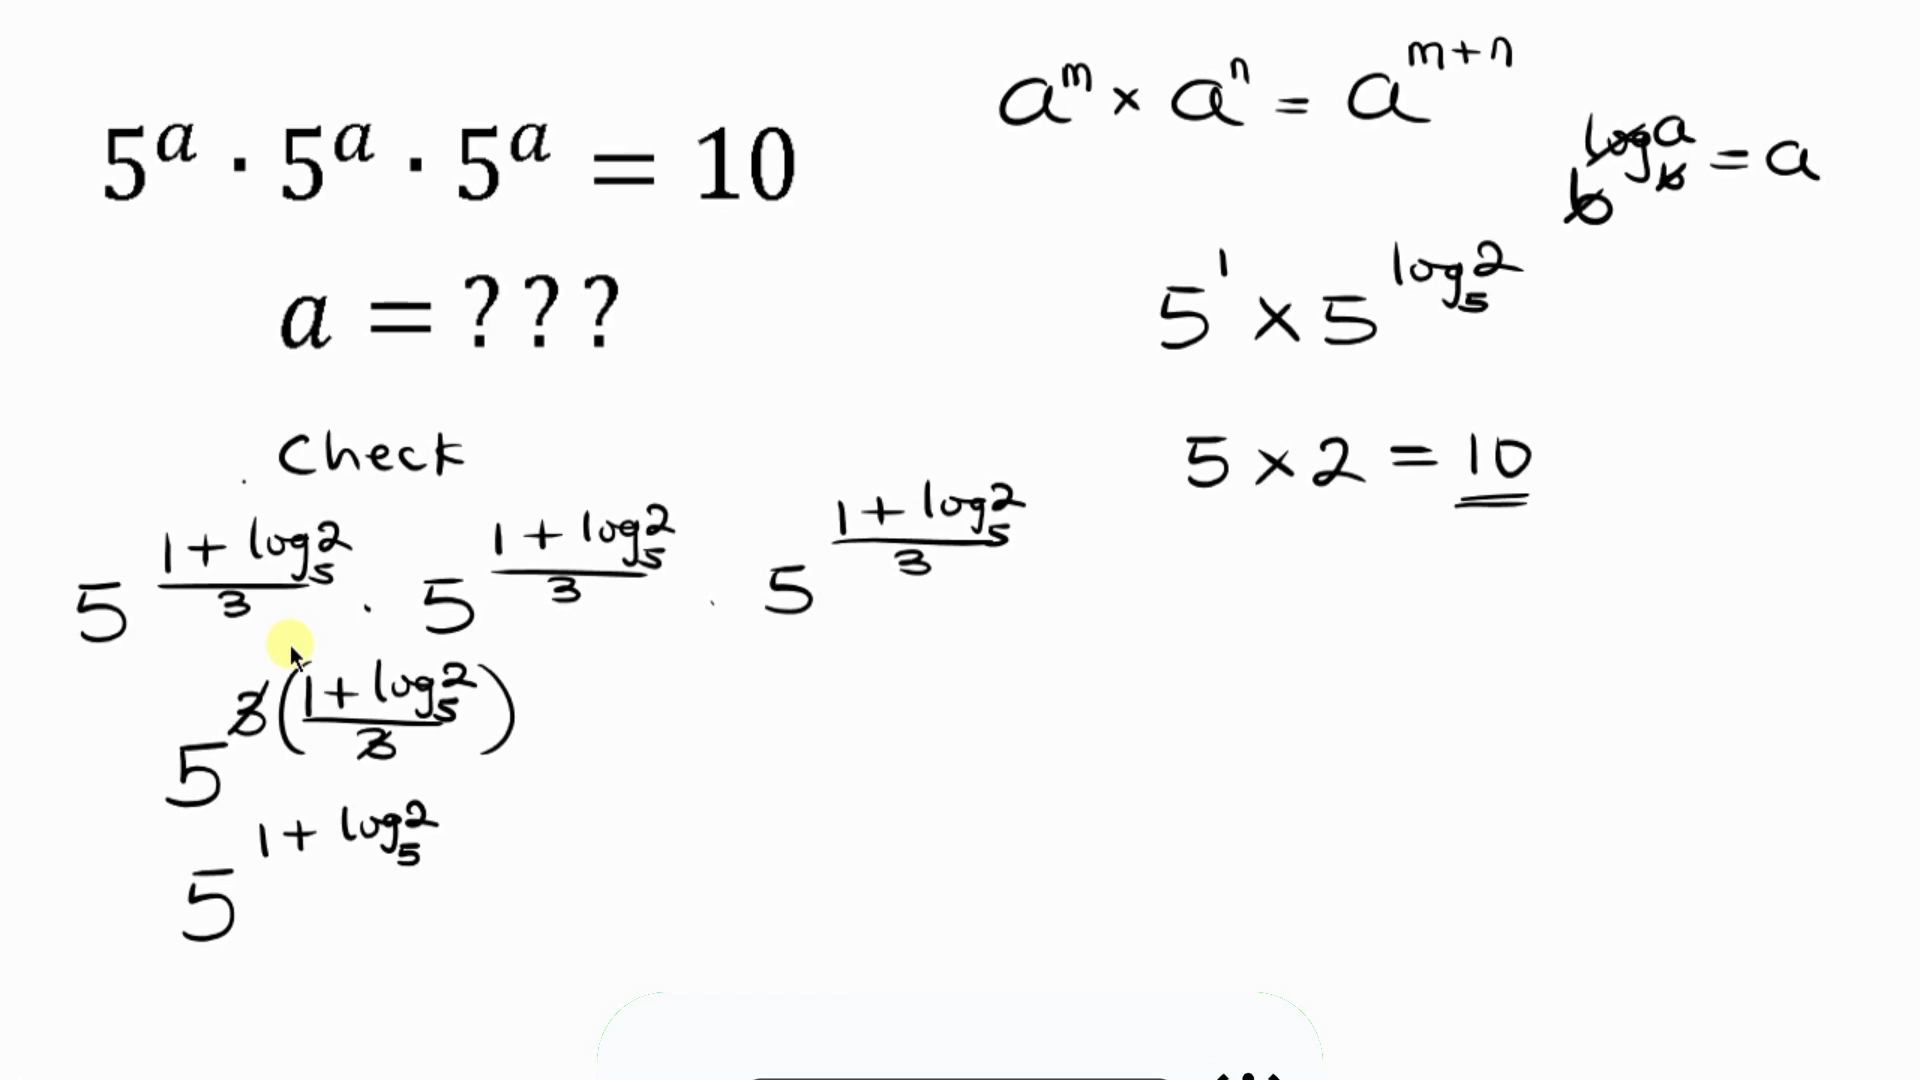 5^a · 5^a · 5^a = 10
a = ???
Check
5^((1 + log_5 2)/3) · 5^((1 + log_5 2)/3) · 5^((1 + log_5 2)/3)
5^(3((1 + log_5 2)/3))
5^(1 + log_5 2)
a^m × a^n = a^(m+n)
b^(log_b a) = a
5^1 × 5^(log_5 2)
5 × 2 = 10